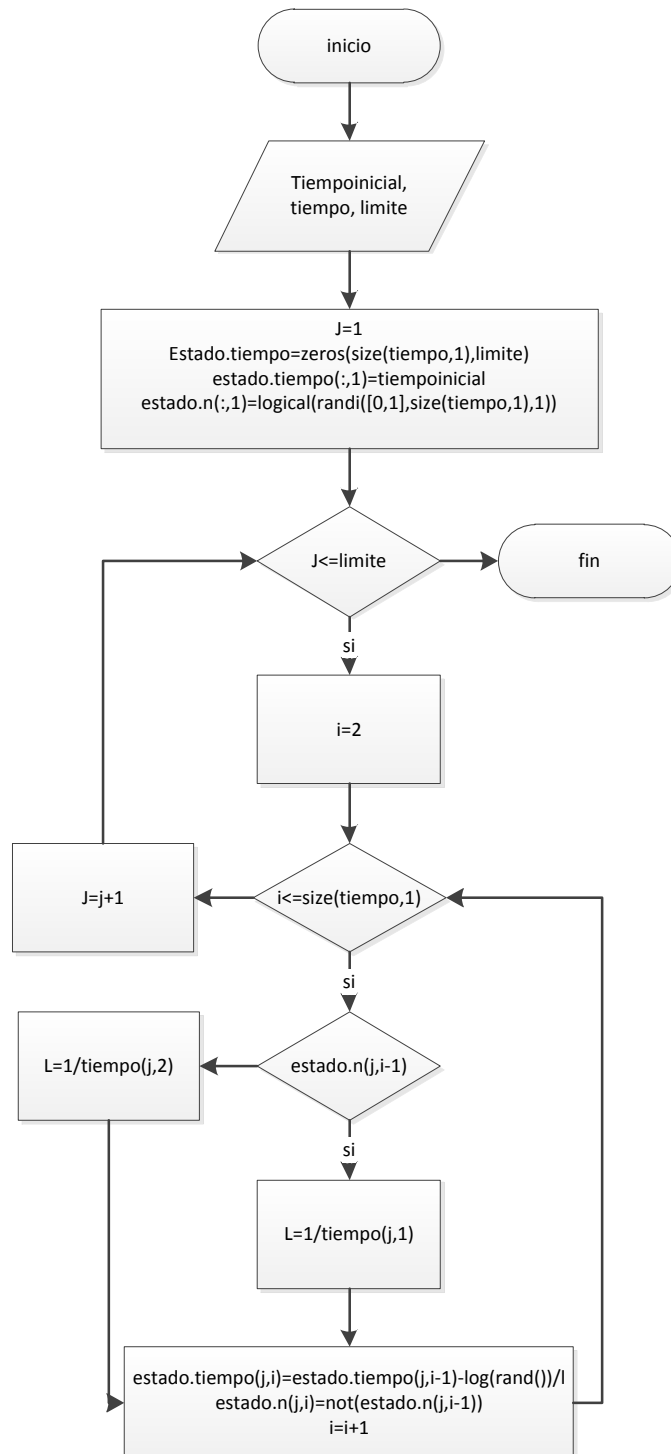 inicio
Tiempoinicial,
tiempo, limite
J=1
Estado.tiempo=zeros(size(tiempo,1),limite)
estado.tiempo(:,1)=tiempoinicial
estado.n(:,1)=logical(randi([0,1],size(tiempo,1),1))
J<=limite
fin
si
i=2
J=j+1
i<=size(tiempo,1)
si
L=1/tiempo(j,2)
estado.n(j,i-1)
si
L=1/tiempo(j,1)
estado.tiempo(j,i)=estado.tiempo(j,i-1)-log(rand())/l
estado.n(j,i)=not(estado.n(j,i-1))
i=i+1